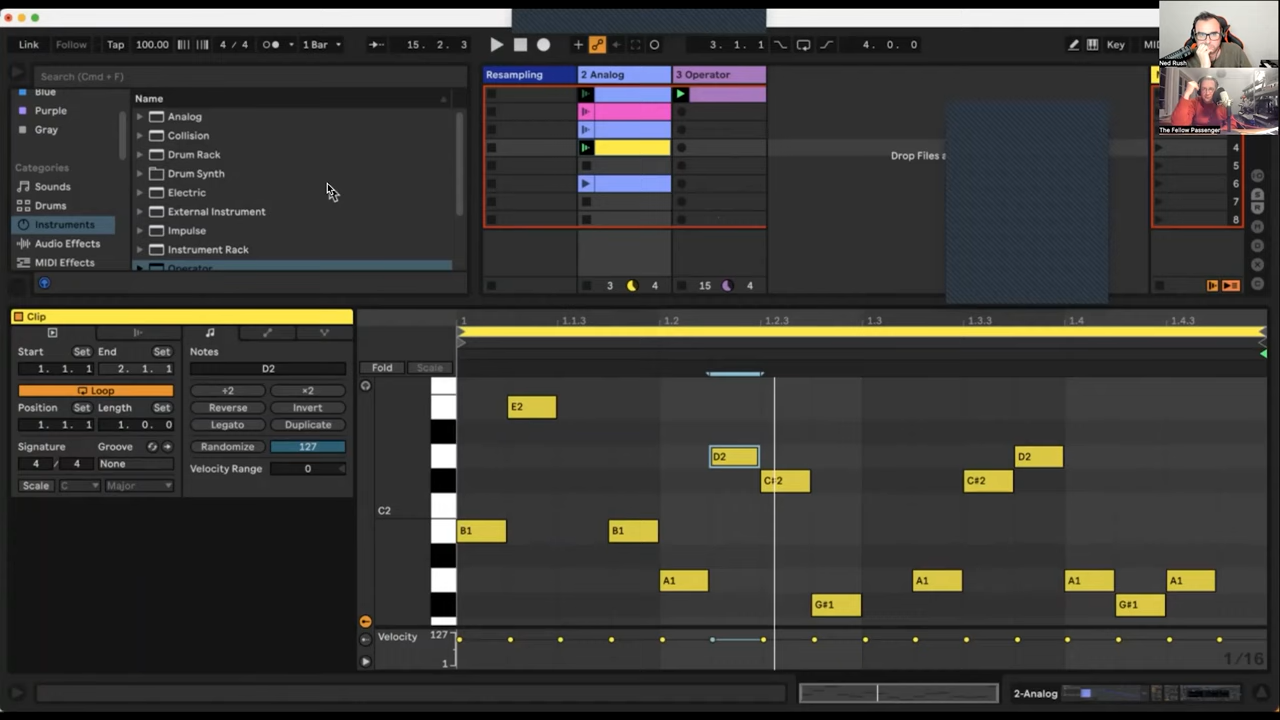 Link Follow Tap 100.00 4 / 4 1 Bar 15. 2. 3 3. 1. 1 4. 0. 0 Key MIDI
Ned Rush
The Fellow Passenger
Search (Cmd + F)
Blue
Purple
Gray
Categories
Sounds
Drums
Instruments
Audio Effects
MIDI Effects
Name
Analog
Collision
Drum Rack
Drum Synth
Electric
External Instrument
Impulse
Instrument Rack
Operator
Resampling 2 Analog 3 Operator
Drop Files a
4
5
6
7
8
3 4 15 4
Clip
Start Set End Set
1. 1. 1 2. 1. 1
Loop
Position Set Length Set
1. 1. 1 1. 0. 0
Signature Groove
4 / 4 None
Scale C Major
Notes
D2
÷2 ×2
Reverse Invert
Legato Duplicate
Randomize 127
Velocity Range 0
1 1.1.3 1.2 1.2.3 1.3 1.3.3 1.4 1.4.3
Fold Scale
E2
D2 D2
C#2 C#2
C2
B1 B1
A1 A1 A1 A1
G#1 G#1
Velocity 127
1
1/16
2-Analog